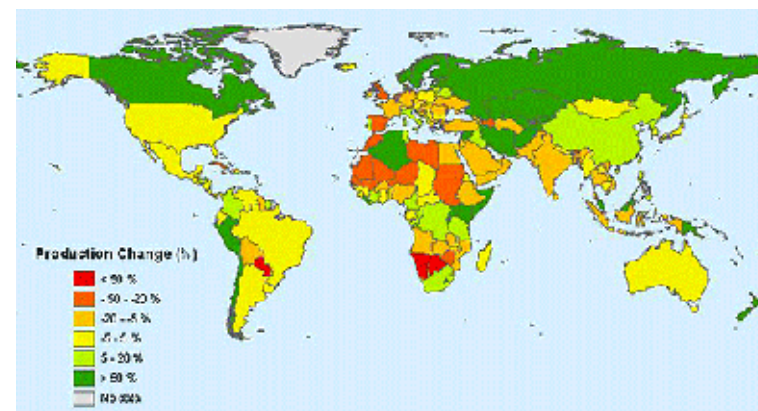 Production Change (%)
< 50 %
- 50 - -20 %
-20 - -5 %
-5 - 5 %
5 - 20 %
> 50 %
No data